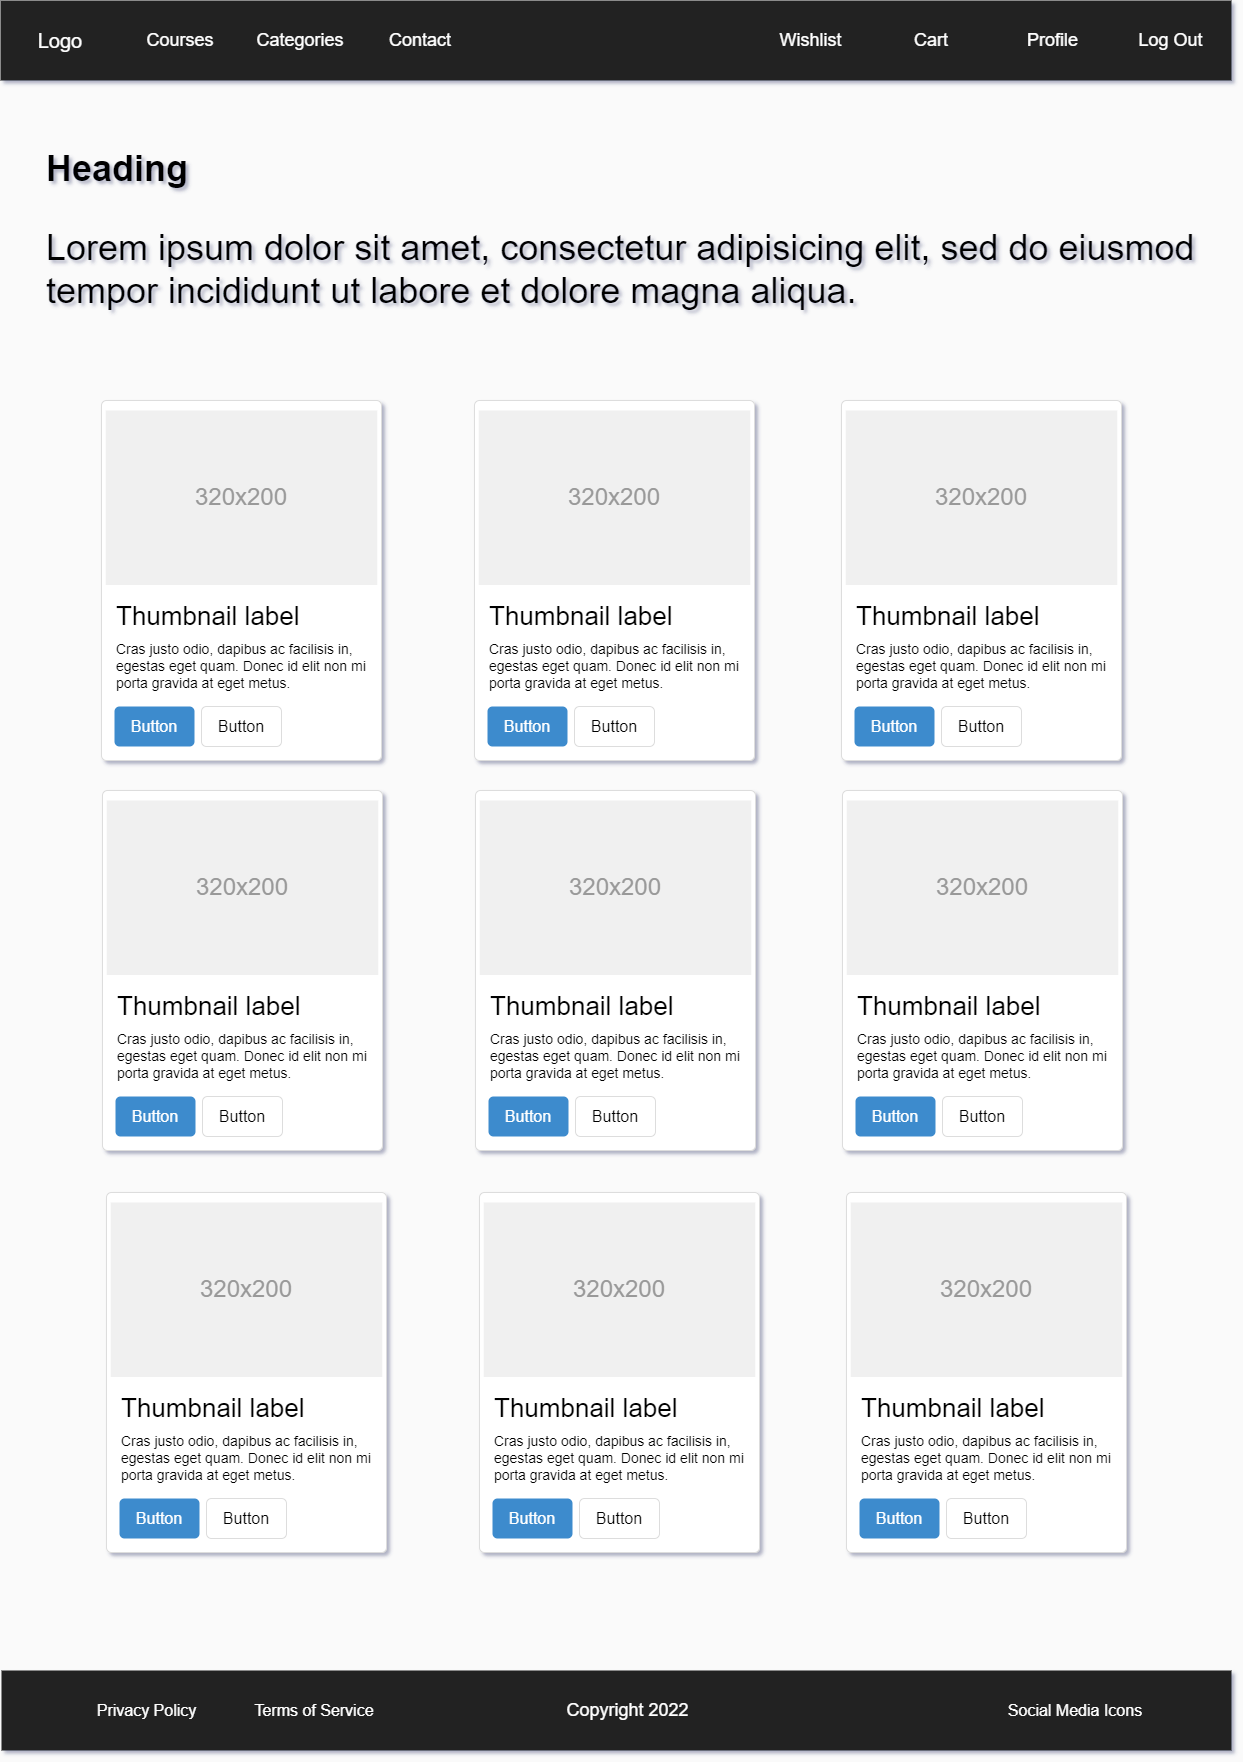 Logo Courses Categories Contact Wishlist Cart Profile Log Out
Heading
Lorem ipsum dolor sit amet, consectetur adipisicing elit, sed do eiusmod
tempor incididunt ut labore et dolore magna aliqua.
320x200
Thumbnail label
Cras justo odio, dapibus ac facilisis in,
egestas eget quam. Donec id elit non mi
porta gravida at eget metus.
Button Button
320x200
Thumbnail label
Cras justo odio, dapibus ac facilisis in,
egestas eget quam. Donec id elit non mi
porta gravida at eget metus.
Button Button
320x200
Thumbnail label
Cras justo odio, dapibus ac facilisis in,
egestas eget quam. Donec id elit non mi
porta gravida at eget metus.
Button Button
320x200
Thumbnail label
Cras justo odio, dapibus ac facilisis in,
egestas eget quam. Donec id elit non mi
porta gravida at eget metus.
Button Button
320x200
Thumbnail label
Cras justo odio, dapibus ac facilisis in,
egestas eget quam. Donec id elit non mi
porta gravida at eget metus.
Button Button
320x200
Thumbnail label
Cras justo odio, dapibus ac facilisis in,
egestas eget quam. Donec id elit non mi
porta gravida at eget metus.
Button Button
320x200
Thumbnail label
Cras justo odio, dapibus ac facilisis in,
egestas eget quam. Donec id elit non mi
porta gravida at eget metus.
Button Button
320x200
Thumbnail label
Cras justo odio, dapibus ac facilisis in,
egestas eget quam. Donec id elit non mi
porta gravida at eget metus.
Button Button
320x200
Thumbnail label
Cras justo odio, dapibus ac facilisis in,
egestas eget quam. Donec id elit non mi
porta gravida at eget metus.
Button Button
Privacy Policy Terms of Service Copyright 2022 Social Media Icons